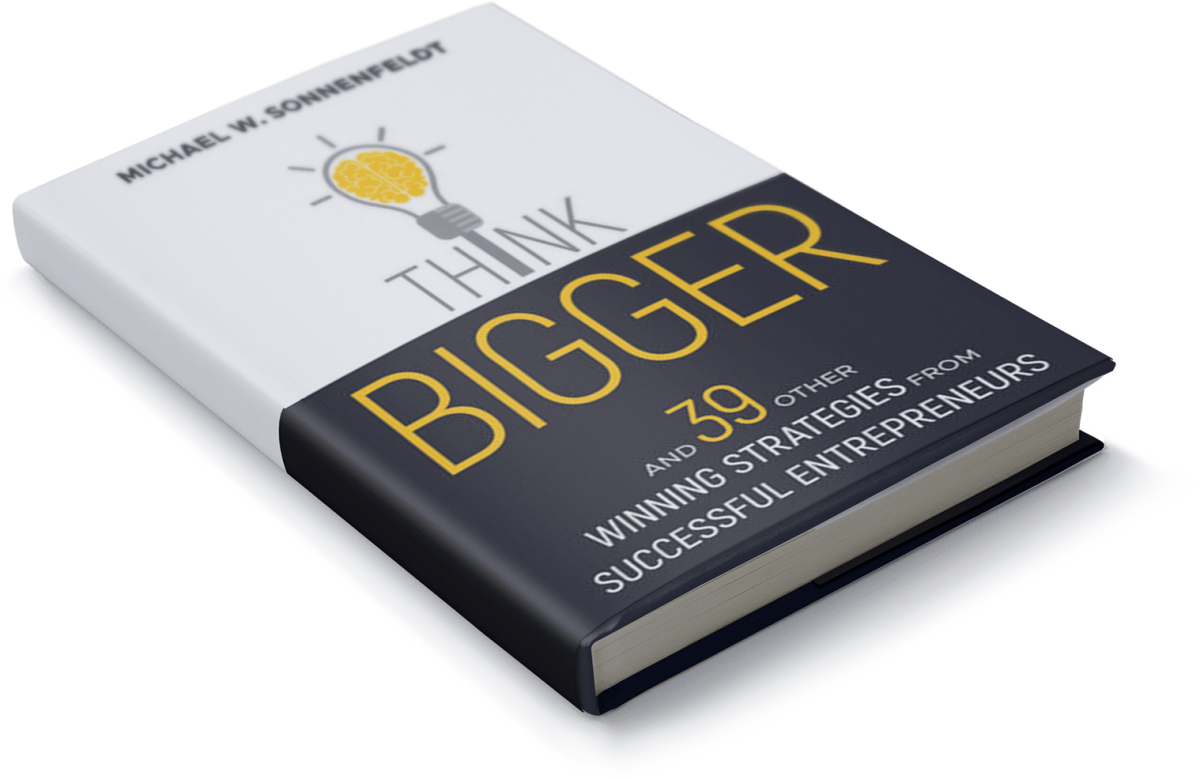 MICHAEL W. SONNENFELDT
THINK
BIGGER
AND 39 OTHER
WINNING STRATEGIES FROM
SUCCESSFUL ENTREPRENEURS